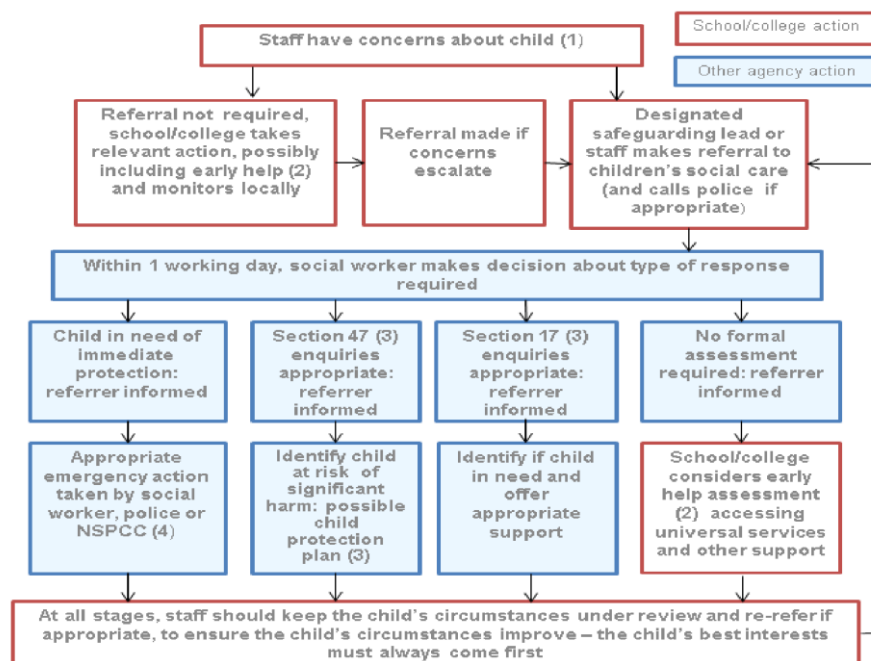 Staff have concerns about child (1)
School/college action
Other agency action
Referral not required,
school/college takes
relevant action, possibly
including early help (2)
and monitors locally
Referral made if
concerns
escalate
Designated
safeguarding lead or
staff makes referral to
children's social care
(and calls police if
appropriate)
Within 1 working day, social worker makes decision about type of response
required
Child in need of
immediate
protection:
referrer informed
Section 47 (3)
enquiries
appropriate:
referrer
informed
Section 17 (3)
enquiries
appropriate:
referrer
informed
No formal
assessment
required: referrer
informed
Appropriate
emergency action
taken by social
worker, police or
NSPCC (4)
Identify child
at risk of
significant
harm: possible
child
protection
plan (3)
Identify if child
in need and
offer
appropriate
support
School/college
considers early
help assessment
(2) accessing
universal services
and other support
At all stages, staff should keep the child's circumstances under review and re-refer if
appropriate, to ensure the child's circumstances improve – the child's best interests
must always come first